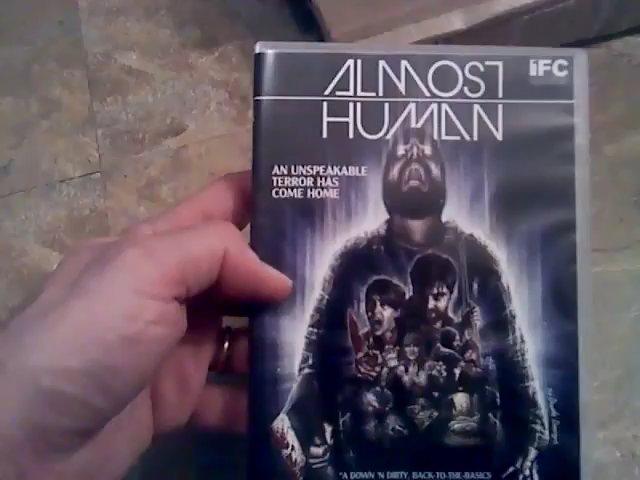 ALMOST
HUMAN
IFC
AN UNSPEAKABLE
TERROR HAS
COME HOME
"A DOWN 'N DIRTY, BACK-TO-THE-BASICS